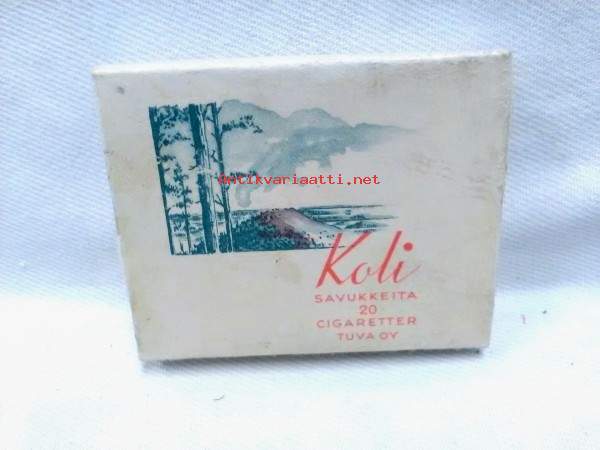 antikvariaatti.net
Koli
SAVUKKEITA
20
CIGARETTER
TUVA OY